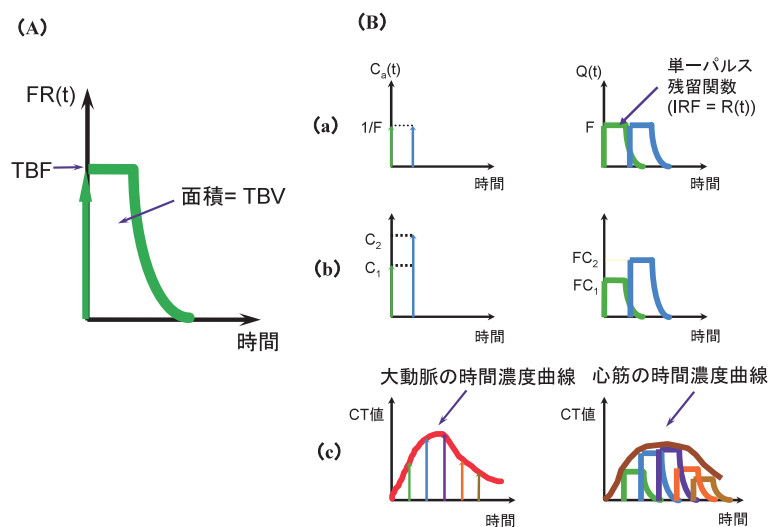 (A)
FR(t)
TBF
面積= TBV
時間
(B)
(a)
Ca(t)
1/F
時間
Q(t)
単一パルス
残留関数
(IRF = R(t))
F
時間
(b)
C2
C1
時間
FC2
FC1
時間
(c)
大動脈の時間濃度曲線
CT値
時間
心筋の時間濃度曲線
CT値
時間